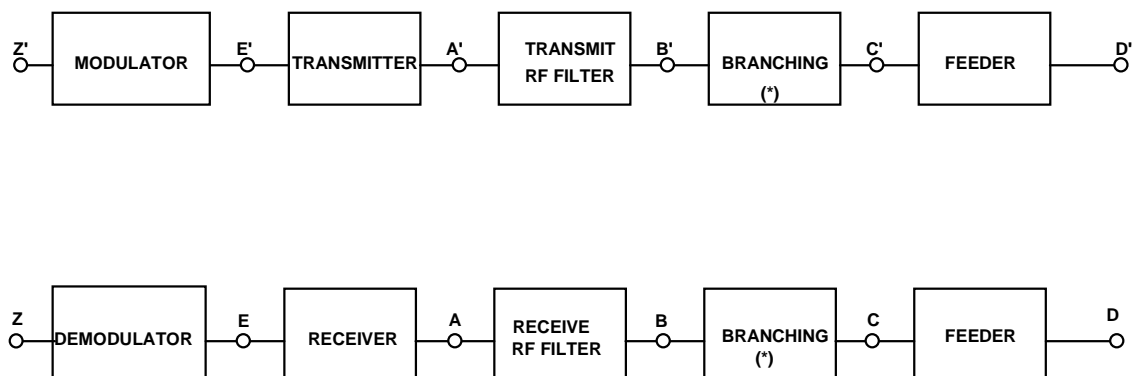 Z' MODULATOR E' TRANSMITTER A' TRANSMIT RF FILTER B' BRANCHING (*) C' FEEDER D'
Z DEMODULATOR E RECEIVER A RECEIVE RF FILTER B BRANCHING (*) C FEEDER D